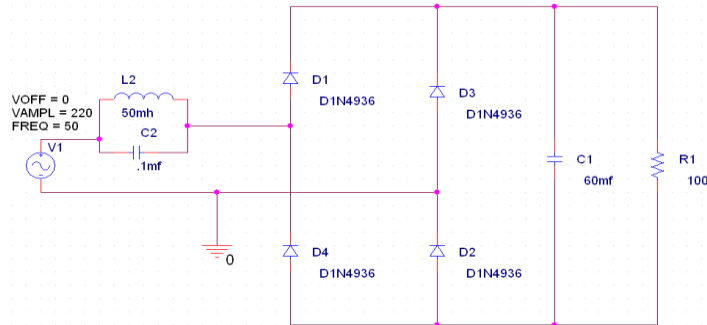 L2
50mh
VOFF = 0
VAMPL = 220
FREQ = 50
V1
C2
.1mf
0
D1
D1N4936
D3
D1N4936
D4
D1N4936
D2
D1N4936
C1
60mf
R1
100